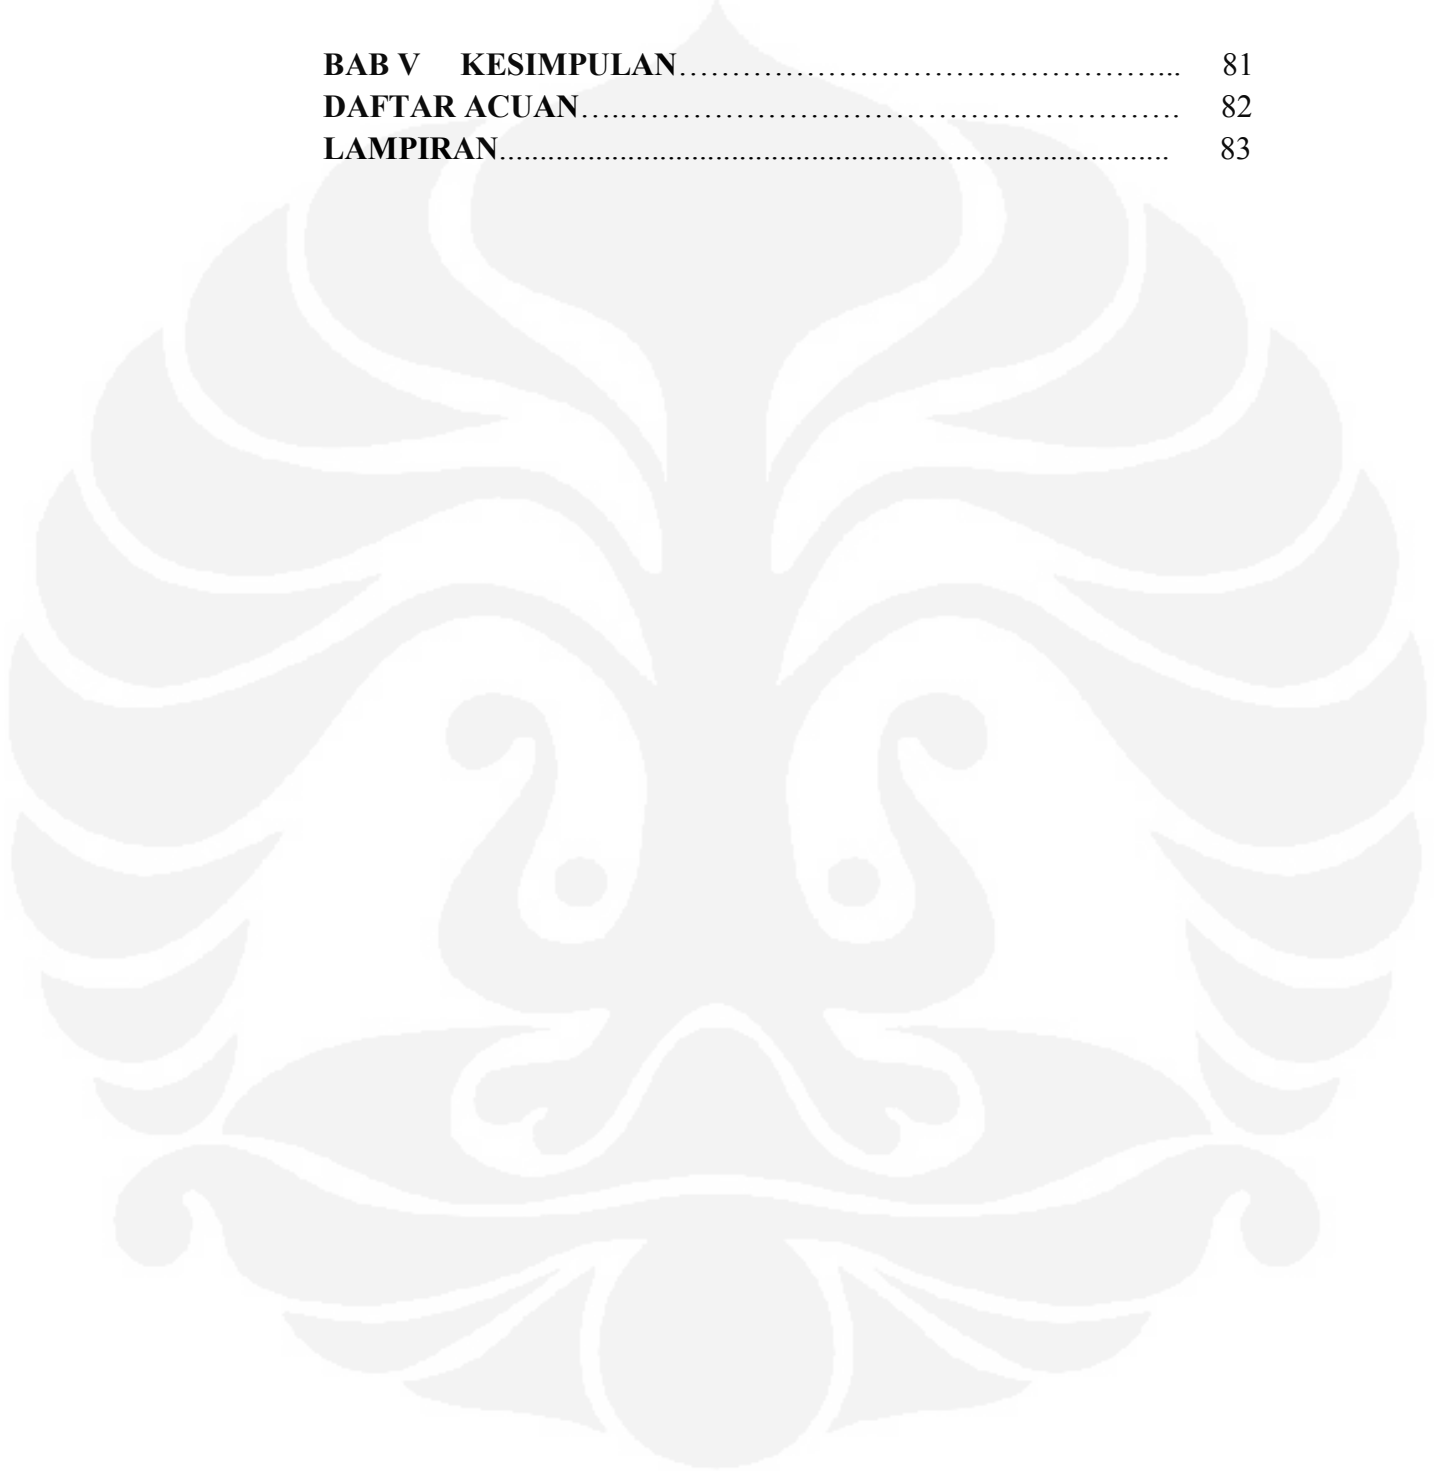 BAB V KESIMPULAN…………………………………………... 81
DAFTAR ACUAN…..……………………………………………. 82
LAMPIRAN.................................................................................... 83